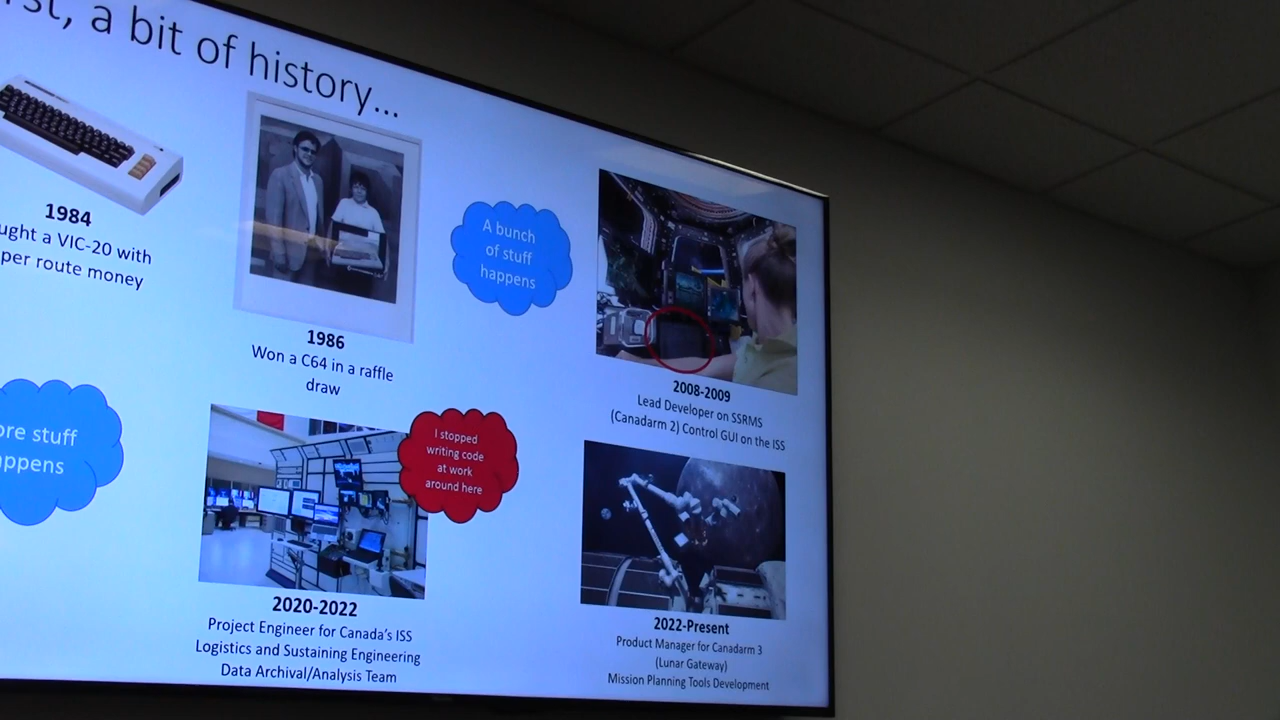 rst, a bit of history...
1984
ught a VIC-20 with
per route money
1986
Won a C64 in a raffle
draw
A bunch
of stuff
happens
2008-2009
Lead Developer on SSRMS
(Canadarm 2) Control GUI on the ISS
ore stuff
appens
2020-2022
Project Engineer for Canada's ISS
Logistics and Sustaining Engineering
Data Archival/Analysis Team
I stopped
writing code
at work
around here
2022-Present
Product Manager for Canadarm 3
(Lunar Gateway)
Mission Planning Tools Development